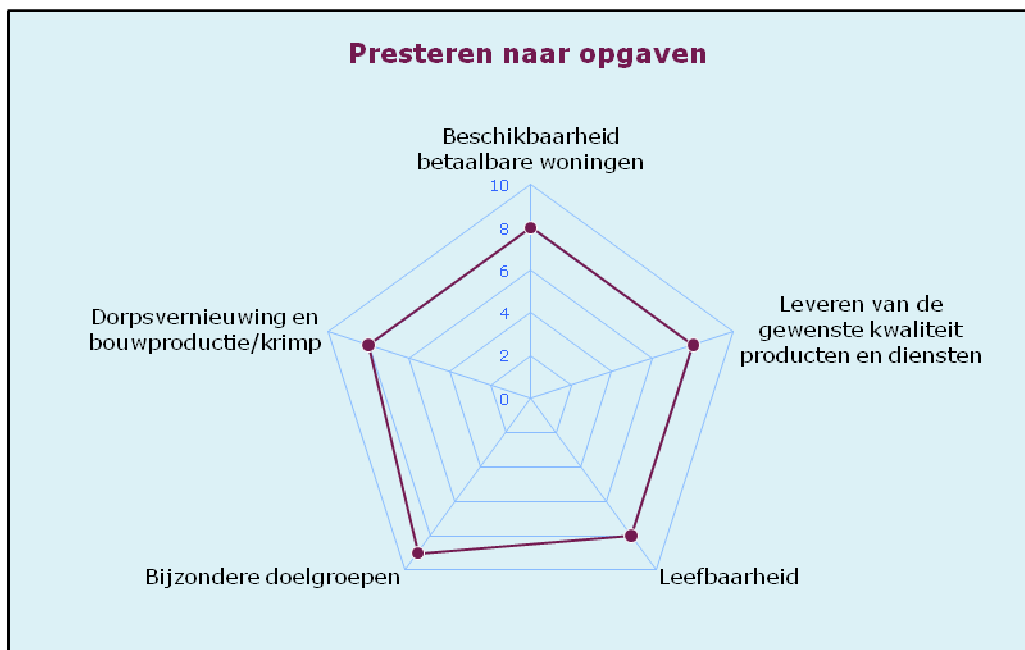 Presteren naar opgaven
Beschikbaarheid
betaalbare woningen
10
8
6
4
2
0
Leveren van de
gewenste kwaliteit
producten en diensten
Dorpsvernieuwing en
bouwproductie/krimp
Bijzondere doelgroepen
Leefbaarheid